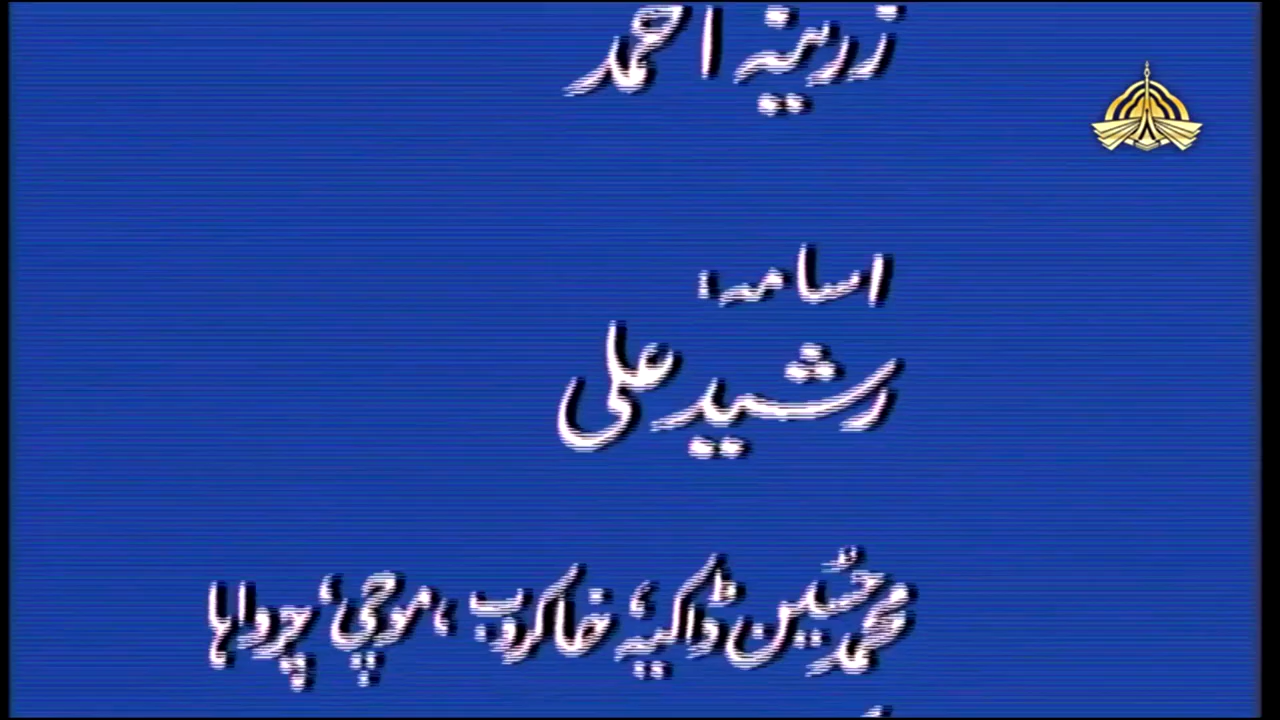 زرینہ احمد
اسامہ:
رشید علی
محمد حسین ڈاکیہ، خاکروب، موچی، چرواہا